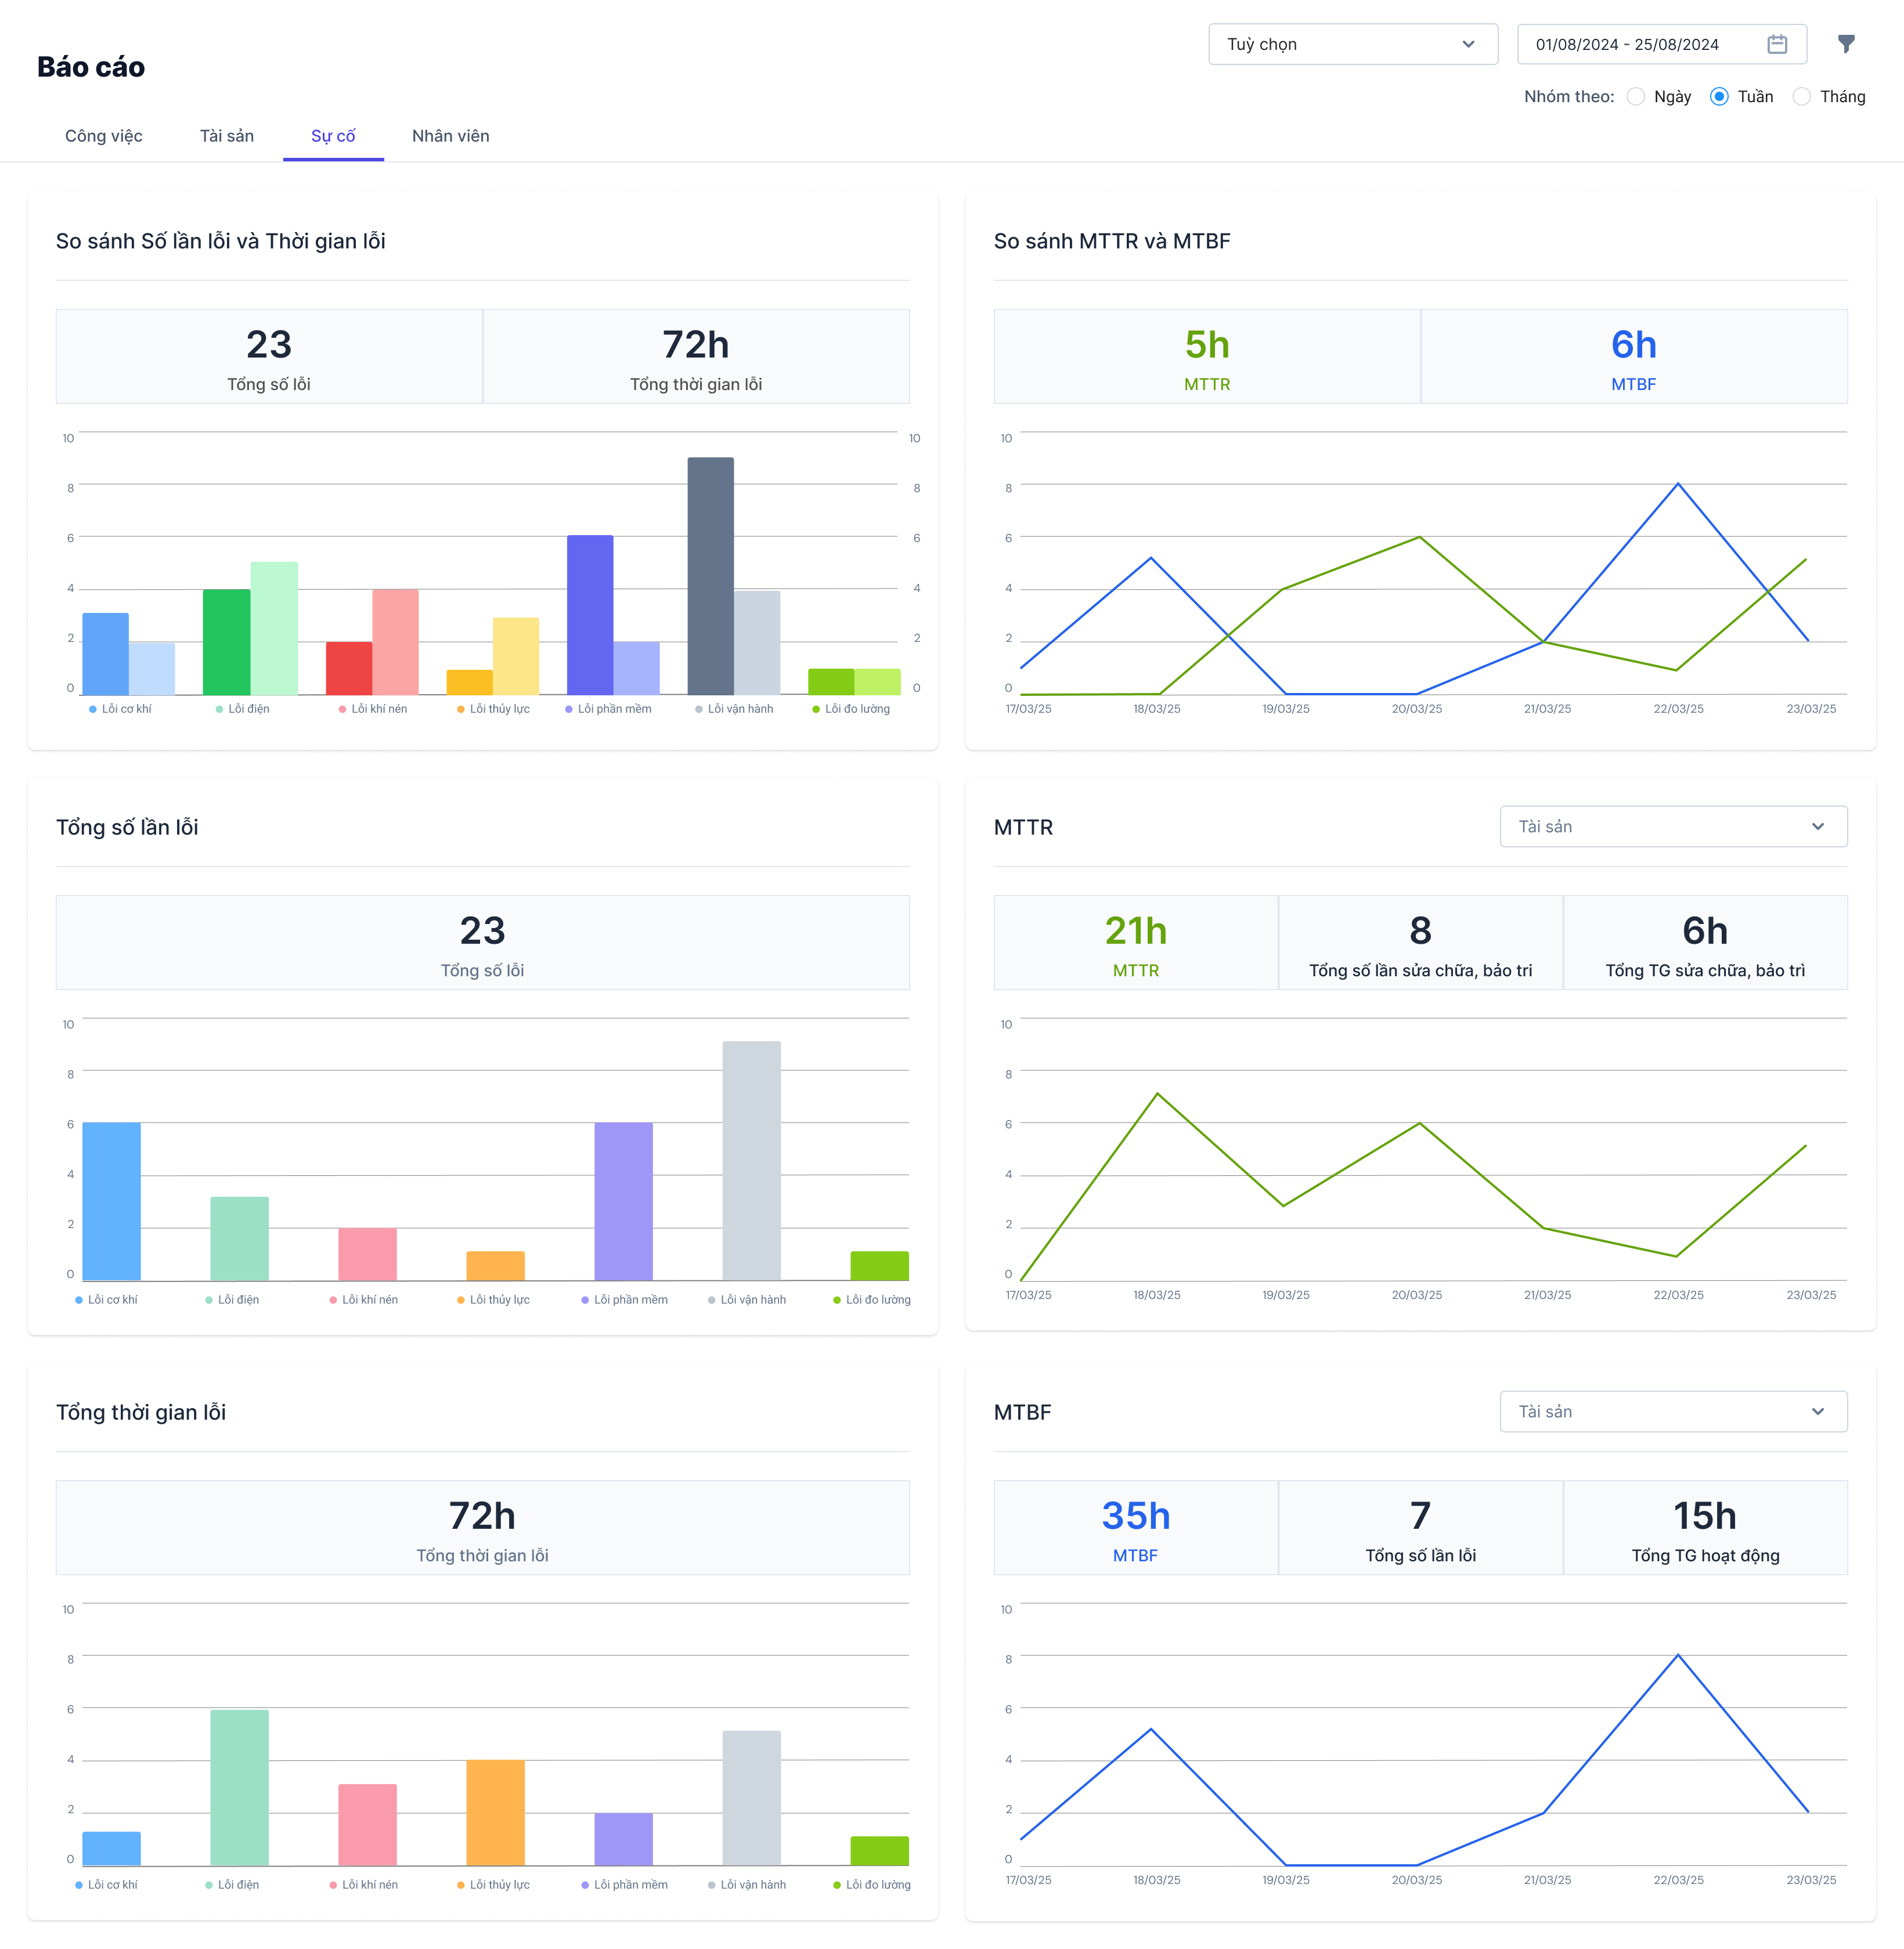 Báo cáo
Tuỳ chọn
01/08/2024 - 25/08/2024
Nhóm theo: Ngày Tuần Tháng
Công việc Tài sản Sự cố Nhân viên
So sánh Số lần lỗi và Thời gian lỗi
23 72h
Tổng số lỗi Tổng thời gian lỗi
10 10
8 8
6 6
4 4
2 2
0 0
Lỗi cơ khí Lỗi điện Lỗi khí nén Lỗi thủy lực Lỗi phần mềm Lỗi vận hành Lỗi đo lường
So sánh MTTR và MTBF
5h 6h
MTTR MTBF
10
8
6
4
2
0
17/03/25 18/03/25 19/03/25 20/03/25 21/03/25 22/03/25 23/03/25
Tổng số lần lỗi
23
Tổng số lỗi
10
8
6
4
2
0
Lỗi cơ khí Lỗi điện Lỗi khí nén Lỗi thủy lực Lỗi phần mềm Lỗi vận hành Lỗi đo lường
MTTR Tài sản
21h 8 6h
MTTR Tổng số lần sửa chữa, bảo tri Tổng TG sửa chữa, bảo trì
10
8
6
4
2
0
17/03/25 18/03/25 19/03/25 20/03/25 21/03/25 22/03/25 23/03/25
Tổng thời gian lỗi
72h
Tổng thời gian lỗi
10
8
6
4
2
0
Lỗi cơ khí Lỗi điện Lỗi khí nén Lỗi thủy lực Lỗi phần mềm Lỗi vận hành Lỗi đo lường
MTBF Tài sản
35h 7 15h
MTBF Tổng số lần lỗi Tổng TG hoạt động
10
8
6
4
2
0
17/03/25 18/03/25 19/03/25 20/03/25 21/03/25 22/03/25 23/03/25